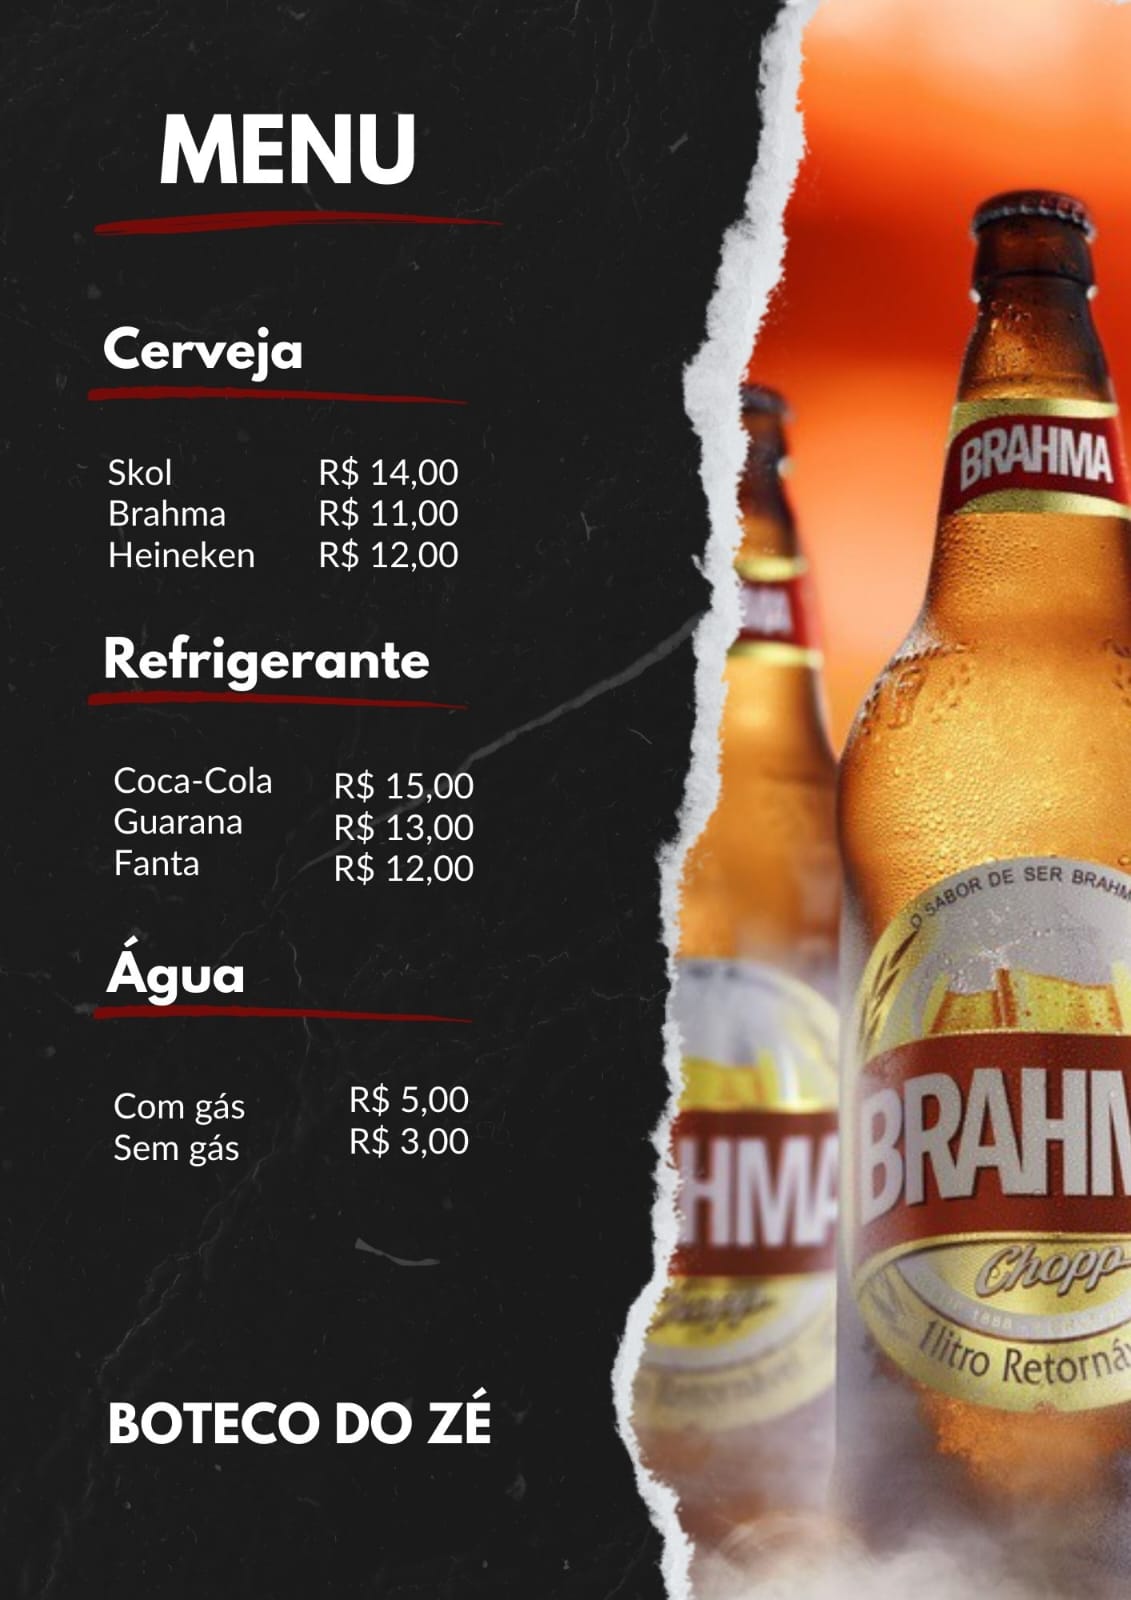 MENU
Cerveja
Skol R$ 14,00
Brahma R$ 11,00
Heineken R$ 12,00
Refrigerante
Coca-Cola R$ 15,00
Guarana R$ 13,00
Fanta R$ 12,00
Água
Com gás R$ 5,00
Sem gás R$ 3,00
BOTECO DO ZÉ
BRAHMA
O SABOR DE SER BRAHM
BRAHM
Chopp
1888
1litro Retorná
HMA